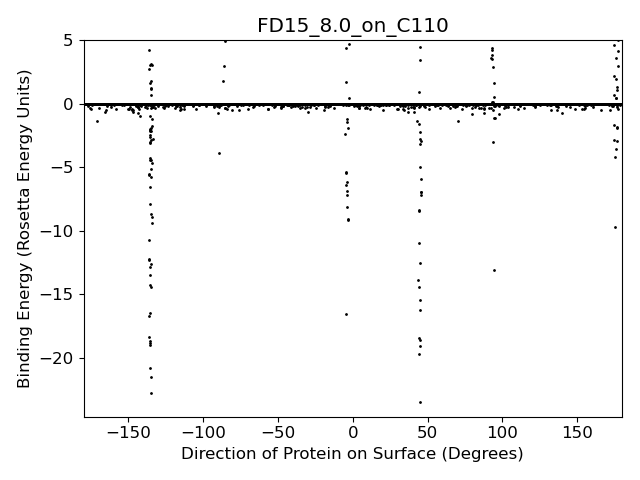 FD15_8.0_on_C110
Binding Energy (Rosetta Energy Units)
5
0
−5
−10
−15
−20
−150 −100 −50 0 50 100 150
Direction of Protein on Surface (Degrees)